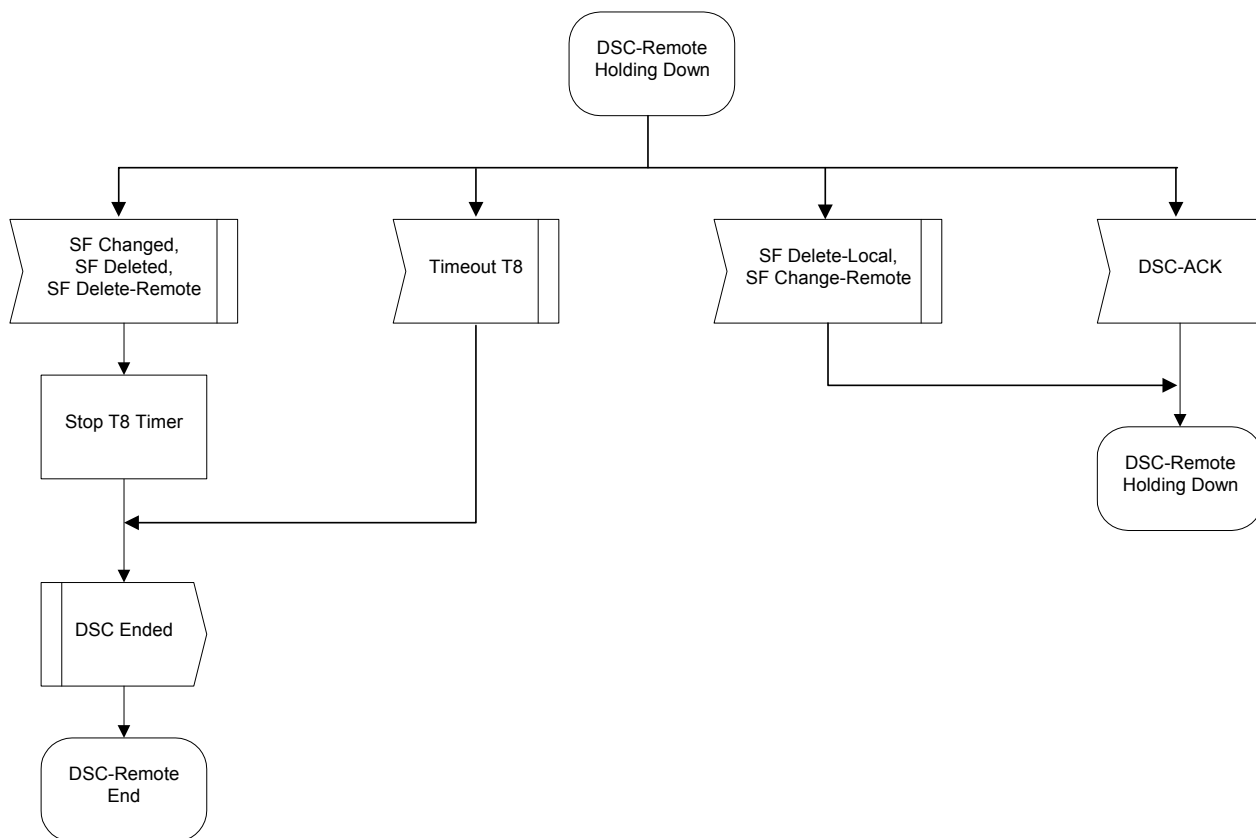 DSC-Remote
Holding Down
SF Changed,
SF Deleted,
SF Delete-Remote
Timeout T8
SF Delete-Local,
SF Change-Remote
DSC-ACK
Stop T8 Timer
DSC-Remote
Holding Down
DSC Ended
DSC-Remote
End